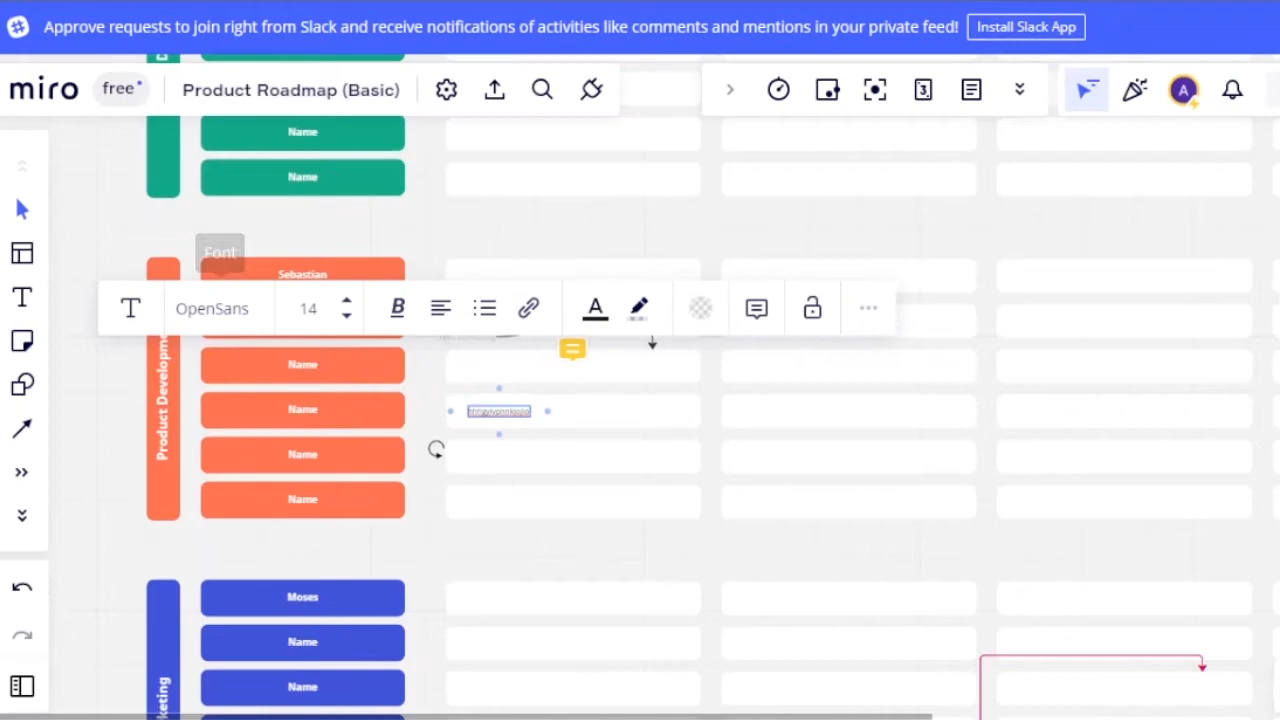 Approve requests to join right from Slack and receive notifications of activities like comments and mentions in your private feed! Install Slack App
miro free Product Roadmap (Basic) 3 A
Name
Name
Font
Sebastian
T OpenSans 14 B A
Product Developm
Name
Name
Name
Name
Moses
Name
Name
keting